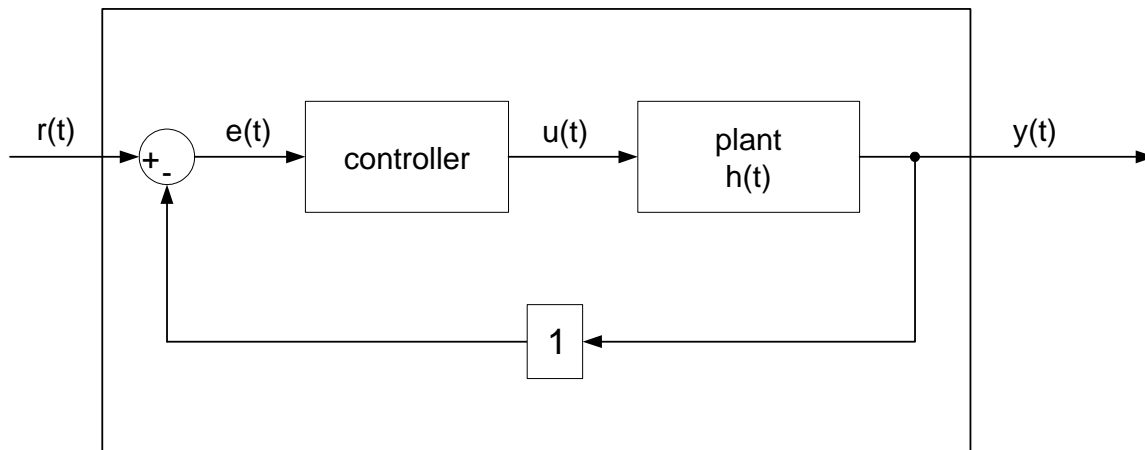 r(t)
+
-
e(t)
controller
u(t)
plant
h(t)
y(t)
1